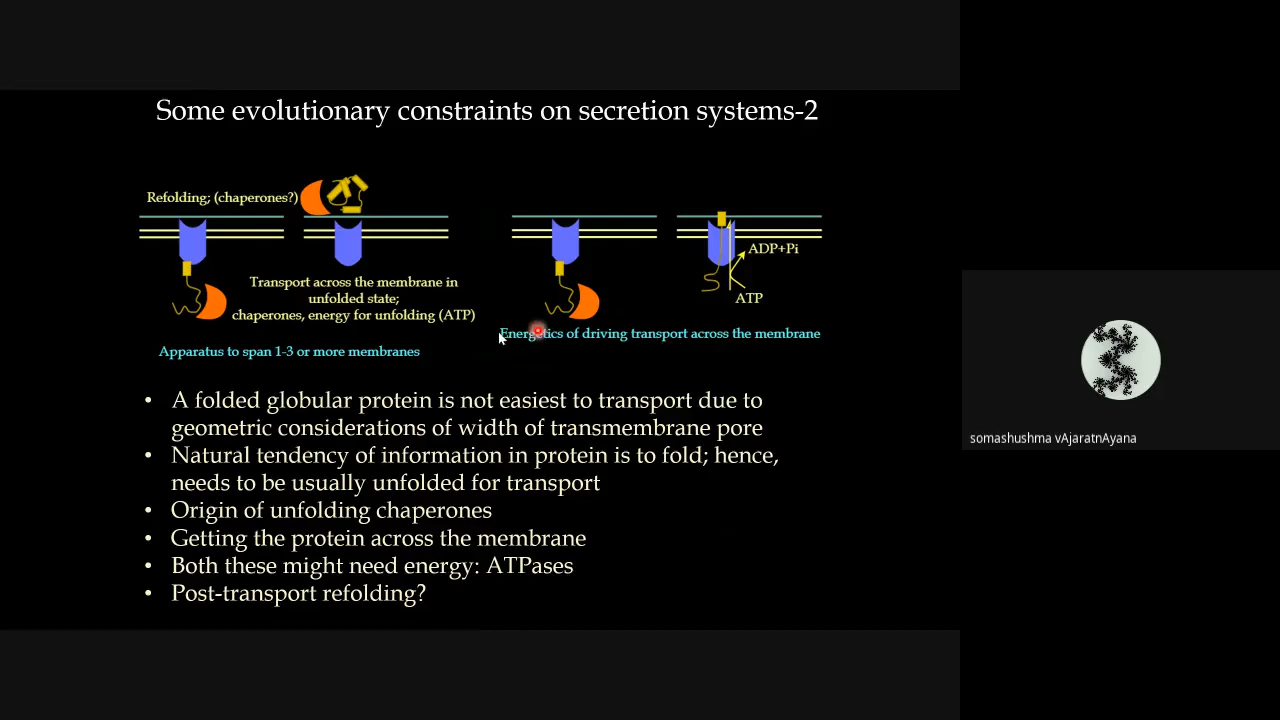 Some evolutionary constraints on secretion systems-2
Refolding; (chaperones?)
Transport across the membrane in
unfolded state;
chaperones, energy for unfolding (ATP)
Apparatus to span 1-3 or more membranes
ADP+Pi
ATP
Energetics of driving transport across the membrane
• A folded globular protein is not easiest to transport due to
geometric considerations of width of transmembrane pore
• Natural tendency of information in protein is to fold; hence,
needs to be usually unfolded for transport
• Origin of unfolding chaperones
• Getting the protein across the membrane
• Both these might need energy: ATPases
• Post-transport refolding?
somashushma vAjaratnAyana